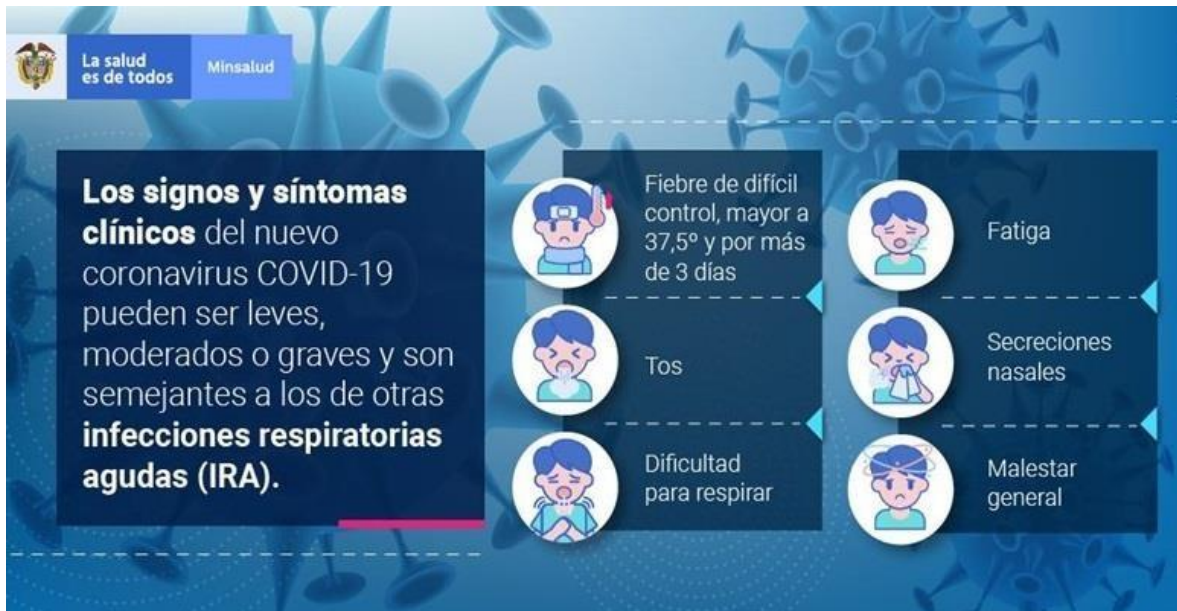 La salud
es de todos
Minsalud
Los signos y síntomas
clínicos del nuevo
coronavirus COVID-19
pueden ser leves,
moderados o graves y son
semejantes a los de otras
infecciones respiratorias
agudas (IRA).
Fiebre de difícil
control, mayor a
37,5º y por más
de 3 días
Tos
Dificultad
para respirar
Fatiga
Secreciones
nasales
Malestar
general